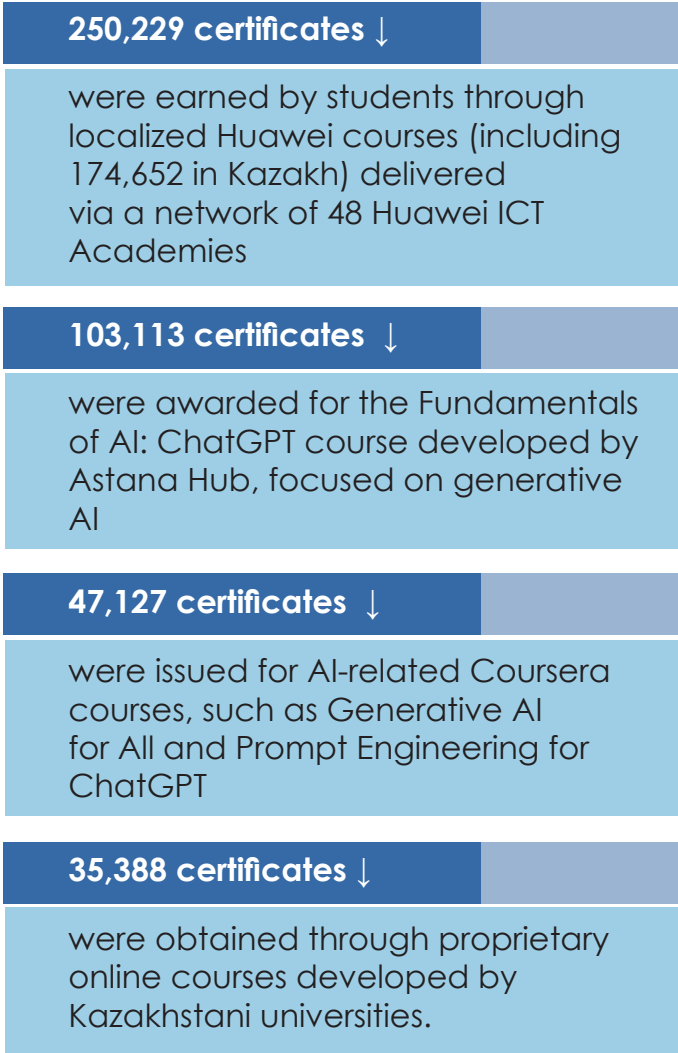 250,229 certificates ↓
were earned by students through
localized Huawei courses (including
174,652 in Kazakh) delivered
via a network of 48 Huawei ICT
Academies
103,113 certificates ↓
were awarded for the Fundamentals
of AI: ChatGPT course developed by
Astana Hub, focused on generative
AI
47,127 certificates ↓
were issued for AI-related Coursera
courses, such as Generative AI
for All and Prompt Engineering for
ChatGPT
35,388 certificates ↓
were obtained through proprietary
online courses developed by
Kazakhstani universities.